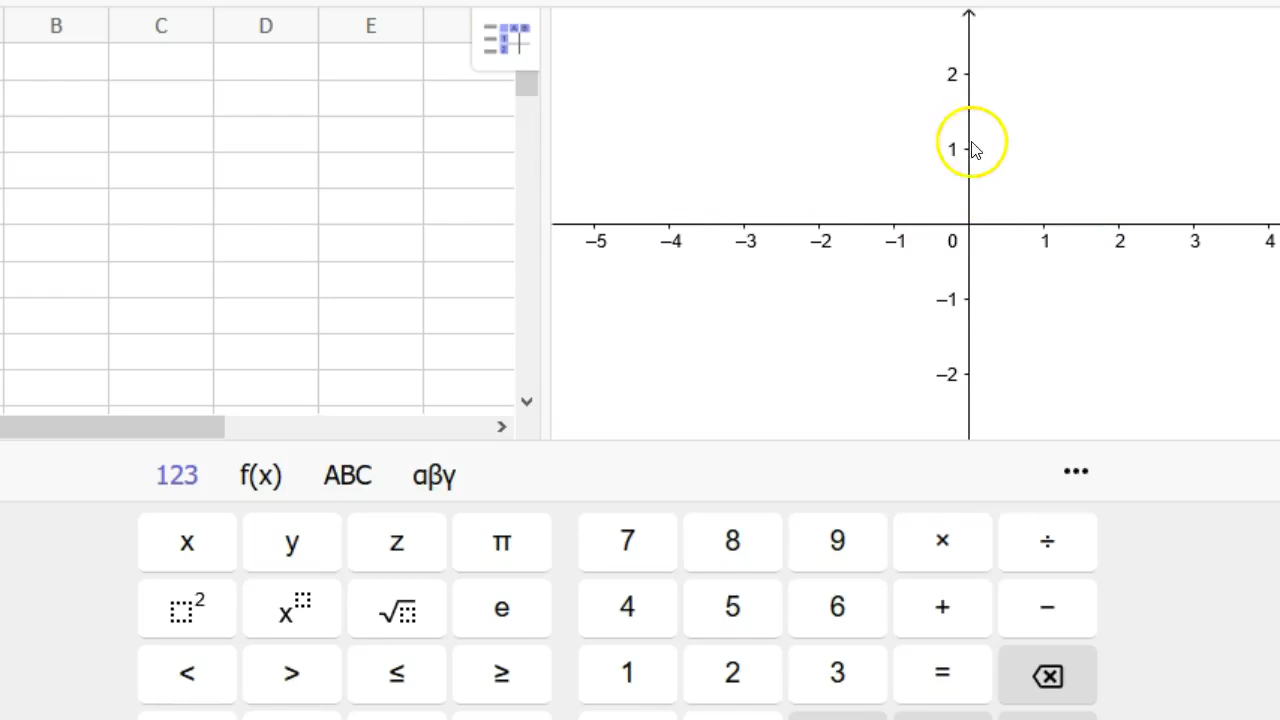 B C D E
2
1
–5 –4 –3 –2 –1 0 1 2 3 4
–1
–2
123 f(x) ABC αβγ •••
x y z π 7 8 9 × ÷
2 x √ e 4 5 6 + −
< > ≤ ≥ 1 2 3 =